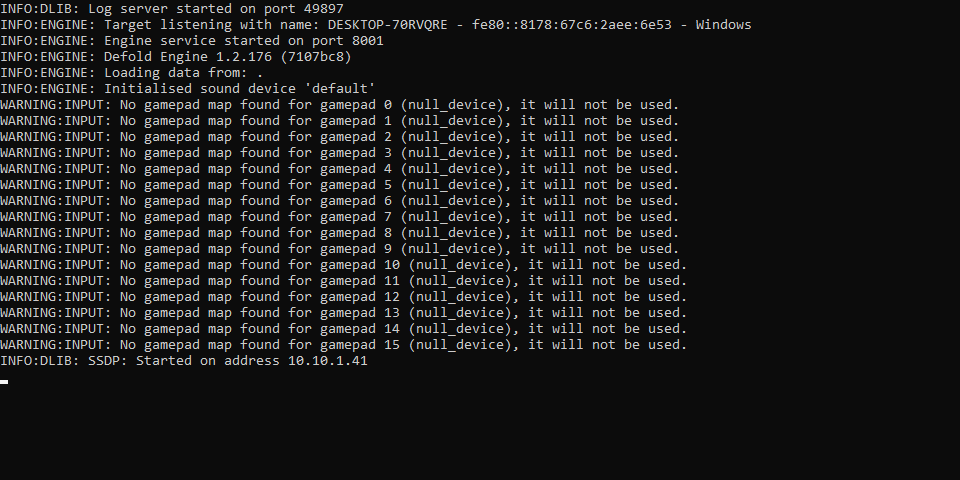 INFO:DLIB: Log server started on port 49897
INFO:ENGINE: Target listening with name: DESKTOP-70RVQRE - fe80::8178:67c6:2aee:6e53 - Windows
INFO:ENGINE: Engine service started on port 8001
INFO:ENGINE: Defold Engine 1.2.176 (7107bc8)
INFO:ENGINE: Loading data from: .
INFO:ENGINE: Initialised sound device 'default'
WARNING:INPUT: No gamepad map found for gamepad 0 (null_device), it will not be used.
WARNING:INPUT: No gamepad map found for gamepad 1 (null_device), it will not be used.
WARNING:INPUT: No gamepad map found for gamepad 2 (null_device), it will not be used.
WARNING:INPUT: No gamepad map found for gamepad 3 (null_device), it will not be used.
WARNING:INPUT: No gamepad map found for gamepad 4 (null_device), it will not be used.
WARNING:INPUT: No gamepad map found for gamepad 5 (null_device), it will not be used.
WARNING:INPUT: No gamepad map found for gamepad 6 (null_device), it will not be used.
WARNING:INPUT: No gamepad map found for gamepad 7 (null_device), it will not be used.
WARNING:INPUT: No gamepad map found for gamepad 8 (null_device), it will not be used.
WARNING:INPUT: No gamepad map found for gamepad 9 (null_device), it will not be used.
WARNING:INPUT: No gamepad map found for gamepad 10 (null_device), it will not be used.
WARNING:INPUT: No gamepad map found for gamepad 11 (null_device), it will not be used.
WARNING:INPUT: No gamepad map found for gamepad 12 (null_device), it will not be used.
WARNING:INPUT: No gamepad map found for gamepad 13 (null_device), it will not be used.
WARNING:INPUT: No gamepad map found for gamepad 14 (null_device), it will not be used.
WARNING:INPUT: No gamepad map found for gamepad 15 (null_device), it will not be used.
INFO:DLIB: SSDP: Started on address 10.10.1.41